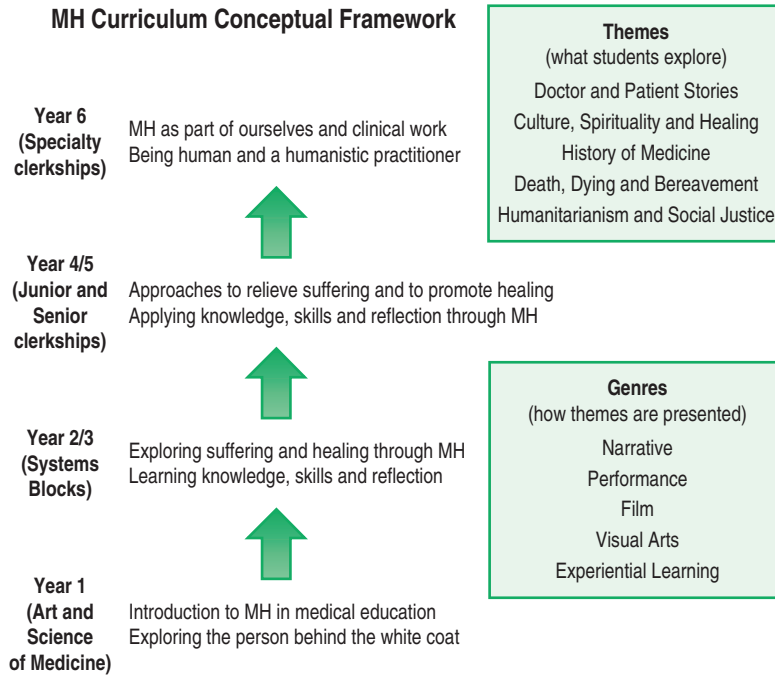 MH Curriculum Conceptual Framework
Year 6
(Specialty
clerkships)
MH as part of ourselves and clinical work
Being human and a humanistic practitioner
Year 4/5
(Junior and
Senior
clerkships)
Approaches to relieve suffering and to promote healing
Applying knowledge, skills and reflection through MH
Year 2/3
(Systems
Blocks)
Exploring suffering and healing through MH
Learning knowledge, skills and reflection
Year 1
(Art and
Science
of Medicine)
Introduction to MH in medical education
Exploring the person behind the white coat
Themes
(what students explore)
Doctor and Patient Stories
Culture, Spirituality and Healing
History of Medicine
Death, Dying and Bereavement
Humanitarianism and Social Justice
Genres
(how themes are presented)
Narrative
Performance
Film
Visual Arts
Experiential Learning